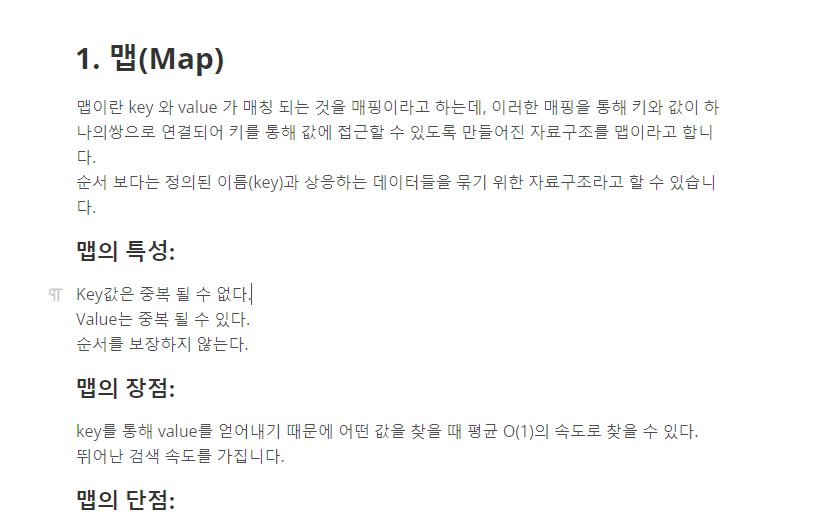 1. 맵(Map)
맵이란 key 와 value 가 매칭 되는 것을 매핑이라고 하는데, 이러한 매핑을 통해 키와 값이 하
나의쌍으로 연결되어 키를 통해 값에 접근할 수 있도록 만들어진 자료구조를 맵이라고 합니
다.
순서 보다는 정의된 이름(key)과 상응하는 데이터들을 묶기 위한 자료구조라고 할 수 있습니
다.
맵의 특성:
Key값은 중복 될 수 없다.
Value는 중복 될 수 있다.
순서를 보장하지 않는다.
맵의 장점:
key를 통해 value를 얻어내기 때문에 어떤 값을 찾을 때 평균 O(1)의 속도로 찾을 수 있다.
뛰어난 검색 속도를 가집니다.
맵의 단점: